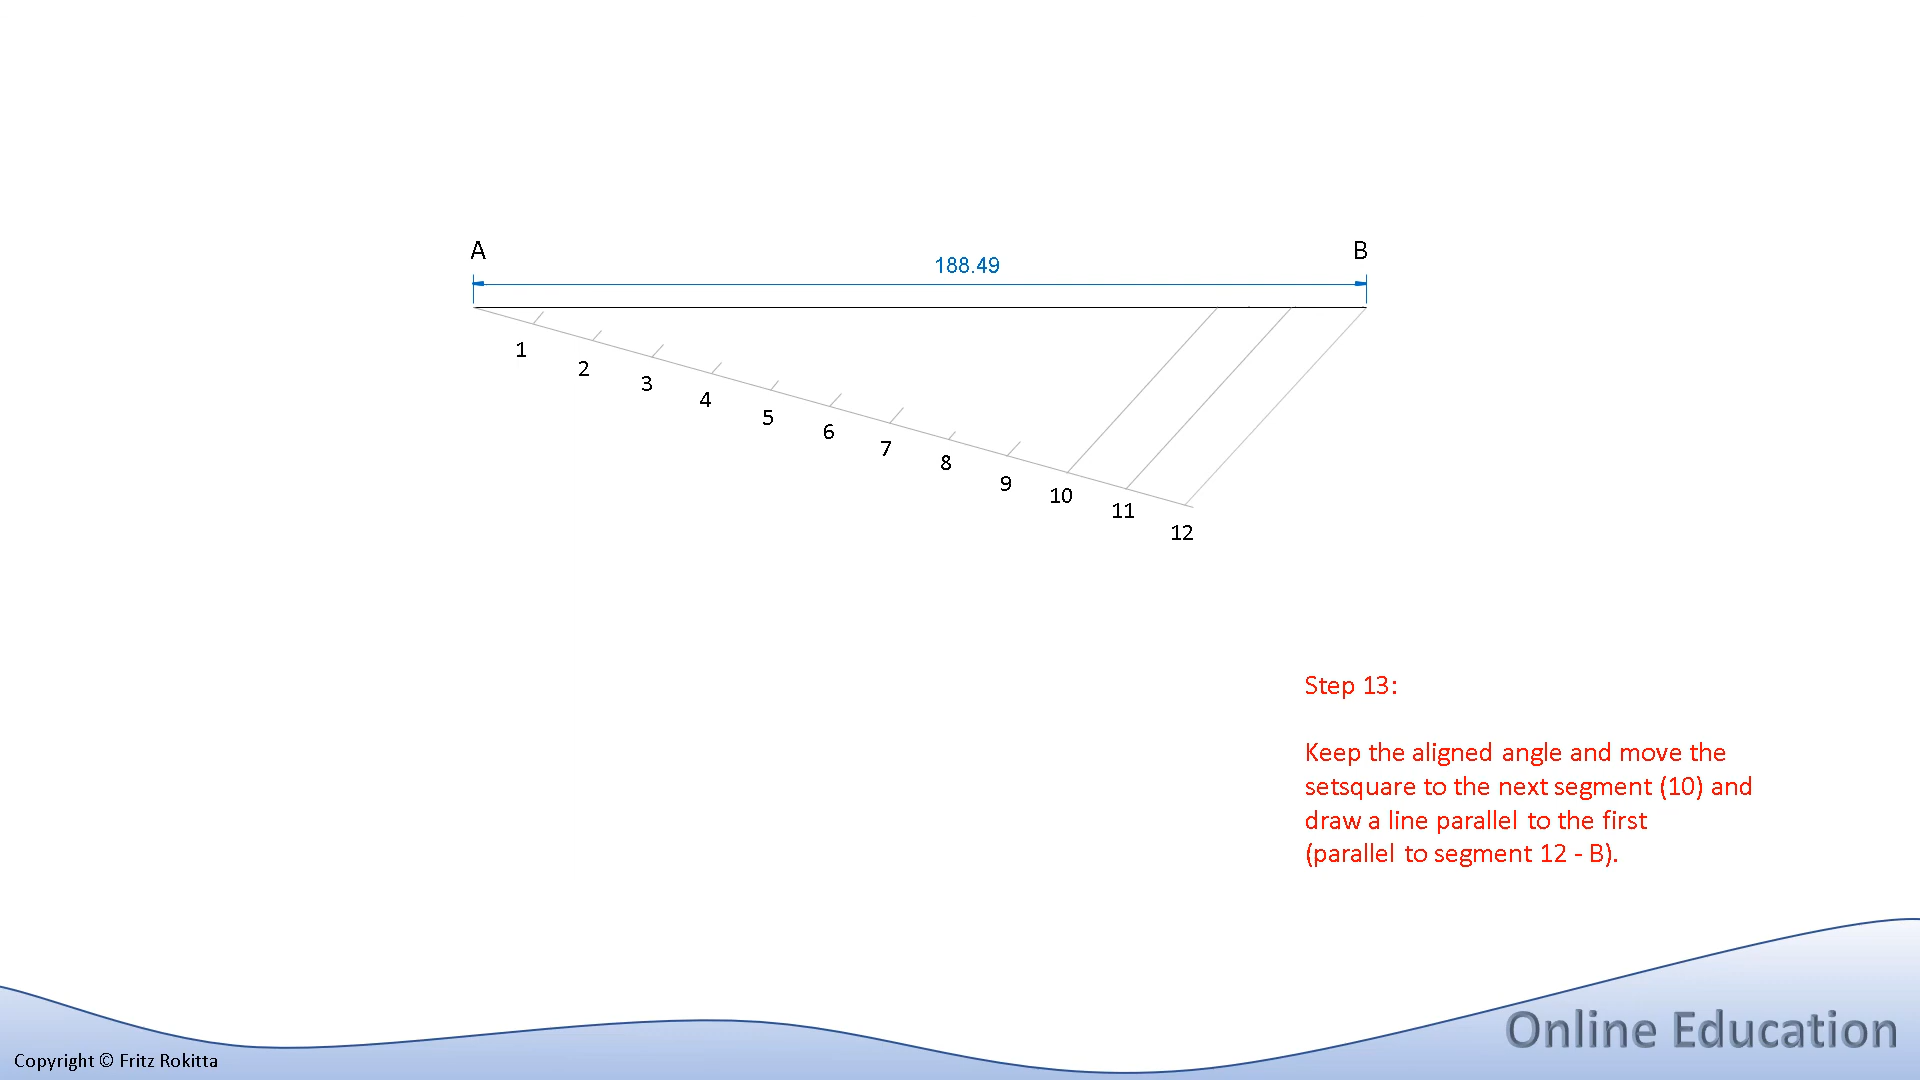 A
B
188.49
1
2
3
4
5
6
7
8
9
10
11
12
Step 13:
Keep the aligned angle and move the
setsquare to the next segment (10) and
draw a line parallel to the first
(parallel to segment 12 - B).
Online Education
Copyright © Fritz Rokitta